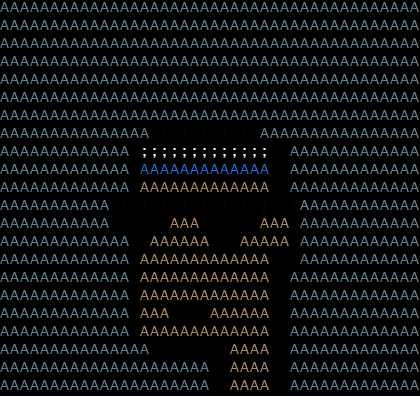 AAAAAAAAAAAAAAAAAAAAAAAAAAAAAAAAAAAAAAAAAA
AAAAAAAAAAAAAAAAAAAAAAAAAAAAAAAAAAAAAAAAAA
AAAAAAAAAAAAAAAAAAAAAAAAAAAAAAAAAAAAAAAAAA
AAAAAAAAAAAAAAAAAAAAAAAAAAAAAAAAAAAAAAAAAA
AAAAAAAAAAAAAAAAAAAAAAAAAAAAAAAAAAAAAAAAAA
AAAAAAAAAAAAAAAAAAAAAAAAAAAAAAAAAAAAAAAAAA
AAAAAAAAAAAAAAAAAAAAAAAAAAAAAAAAAAAAAAAAAA
AAAAAAAAAAAAAAA           AAAAAAAAAAAAAAAA
AAAAAAAAAAAAA ;;;;;;;;;;;;;  AAAAAAAAAAAAA
AAAAAAAAAAAAA AAAAAAAAAAAAA  AAAAAAAAAAAAA
AAAAAAAAAAAAA AAAAAAAAAAAAA  AAAAAAAAAAAAA
AAAAAAAAAAA                   AAAAAAAAAAAA
AAAAAAAAAAA      AAA      AAA AAAAAAAAAAAA
AAAAAAAAAAAAA  AAAAAA   AAAAA AAAAAAAAAAAA
AAAAAAAAAAAAA AAAAAAAAAAAAA   AAAAAAAAAAAA
AAAAAAAAAAAAA AAAAAAAAAAAAA  AAAAAAAAAAAAA
AAAAAAAAAAAAA AAAAAAAAAAAAA  AAAAAAAAAAAAA
AAAAAAAAAAAAA AAA    AAAAAA  AAAAAAAAAAAAA
AAAAAAAAAAAAA AAAAAAAAAAAAA  AAAAAAAAAAAAA
AAAAAAAAAAAAAAA        AAAA  AAAAAAAAAAAAA
AAAAAAAAAAAAAAAAAAAAA  AAAA  AAAAAAAAAAAAA
AAAAAAAAAAAAAAAAAAAAA  AAAA  AAAAAAAAAAAAA